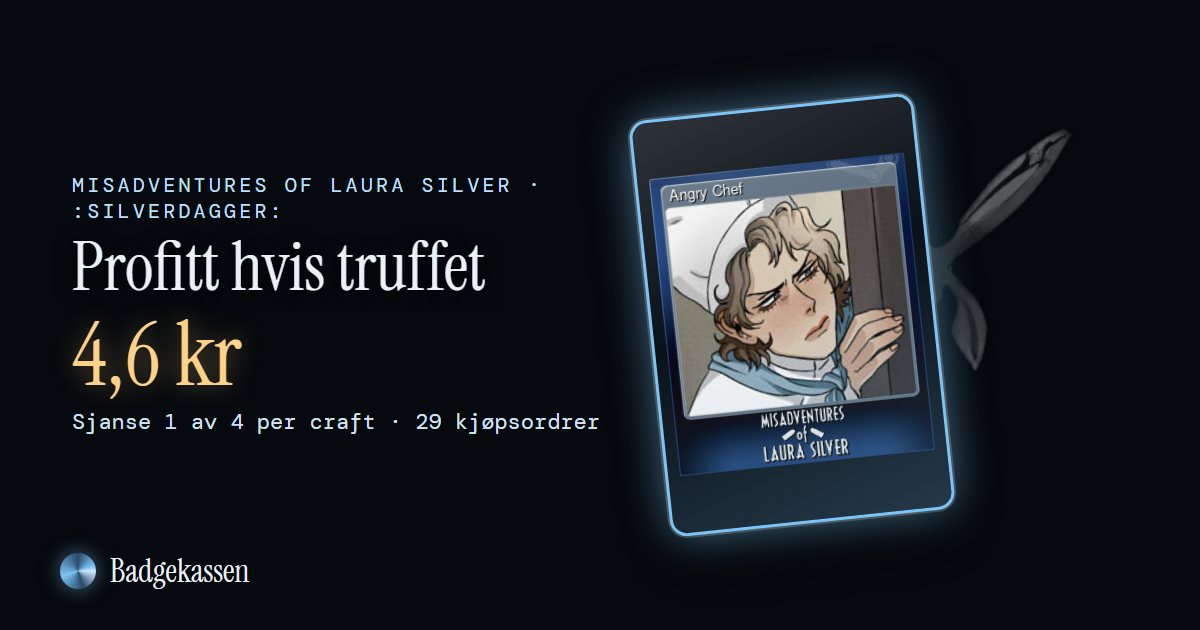 MISADVENTURES OF LAURA SILVER ·
:SILVERDAGGER:
Profitt hvis truffet
4,6 kr
Sjanse 1 av 4 per craft · 29 kjøpsordrer
Angry Chef
MISADVENTURES
of
LAURA SILVER
Badgekassen